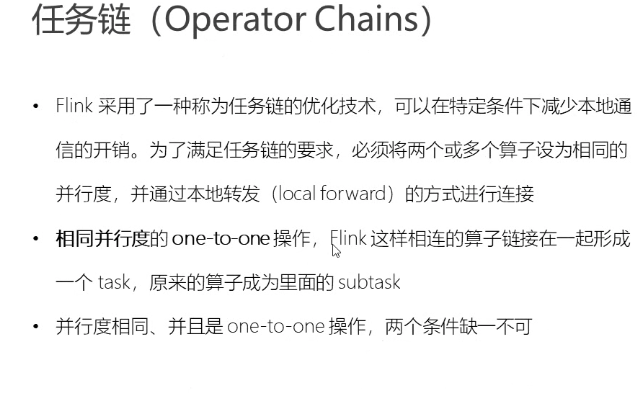 任务链（Operator Chains）
• Flink 采用了一种称为任务链的优化技术，可以在特定条件下减少本地通
信的开销。为了满足任务链的要求，必须将两个或多个算子设为相同的
并行度，并通过本地转发（local forward）的方式进行连接
• 相同并行度的 one-to-one 操作，Flink 这样相连的算子链接在一起形成
一个 task，原来的算子成为里面的 subtask
• 并行度相同、并且是 one-to-one 操作，两个条件缺一不可